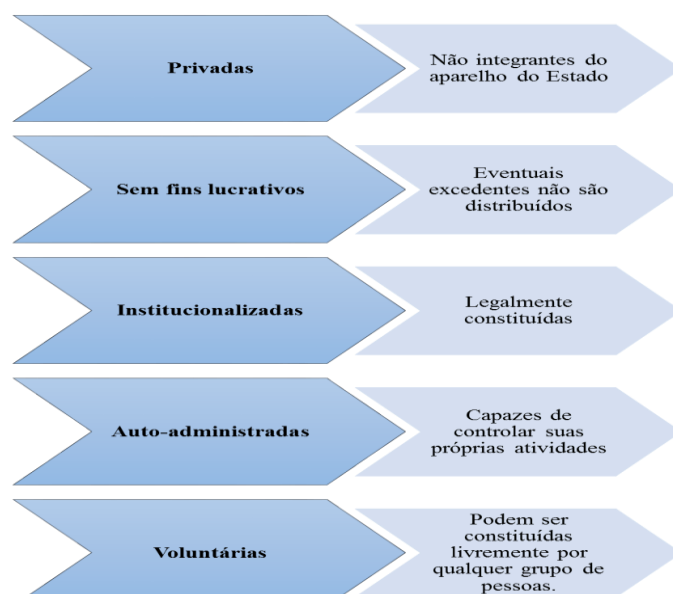 Privadas
Não integrantes do
aparelho do Estado
Sem fins lucrativos
Eventuais
excedentes não são
distribuídos
Institucionalizadas
Legalmente
constituídas
Auto-administradas
Capazes de
controlar suas
próprias atividades
Voluntárias
Podem ser
constituídas
livremente por
qualquer grupo de
pessoas.